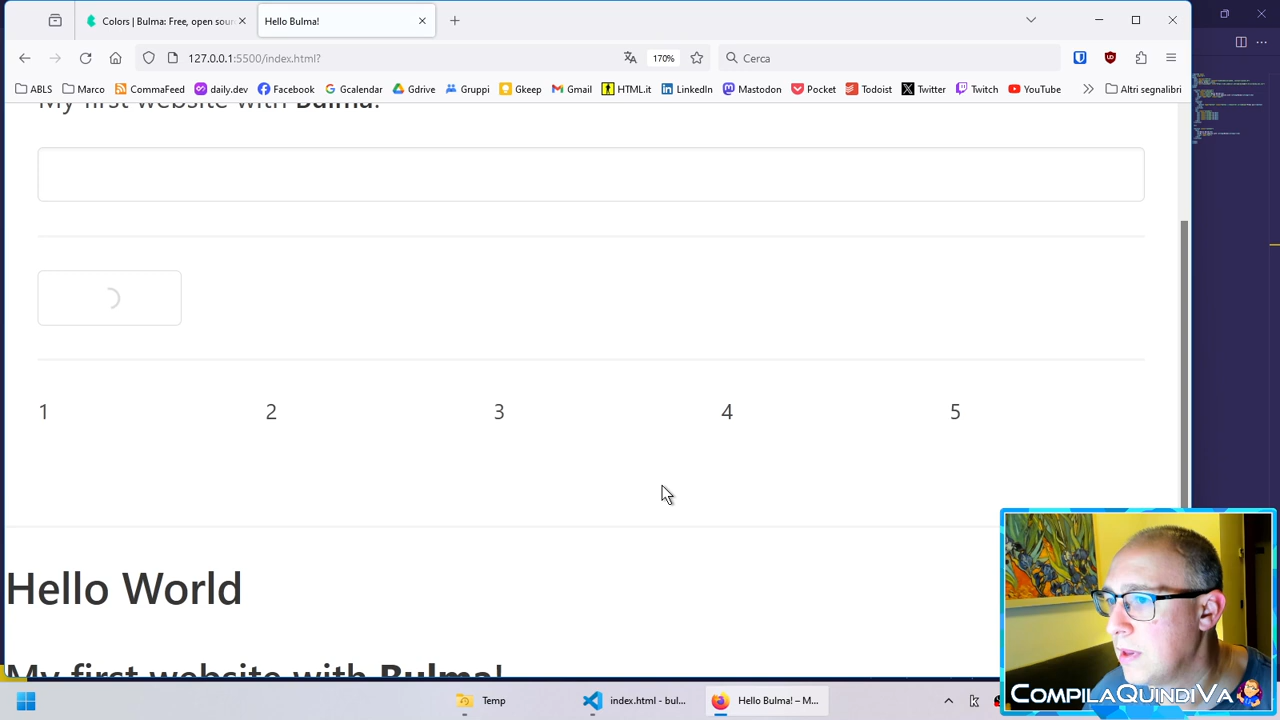 Colors | Bulma: Free, open sour
Hello Bulma!
127.0.0.1:5500/index.html?
170%
Cerca
ABLS
Marco
CommaFeed
daily.dev
Facebook
Gcalendar
Gdrive
Gruppi
Keep
Gmail
HTML.it
LinkedIn
Mastodon
Pocket
Todoist
Twitter
Twitch
YouTube
Altri segnalibri
My first website with Bulma!
1 2 3 4 5
Hello World
My first website with Bulma!
Temp
index.html - bul...
Hello Bulma! – M...
CompilaQuindiVa